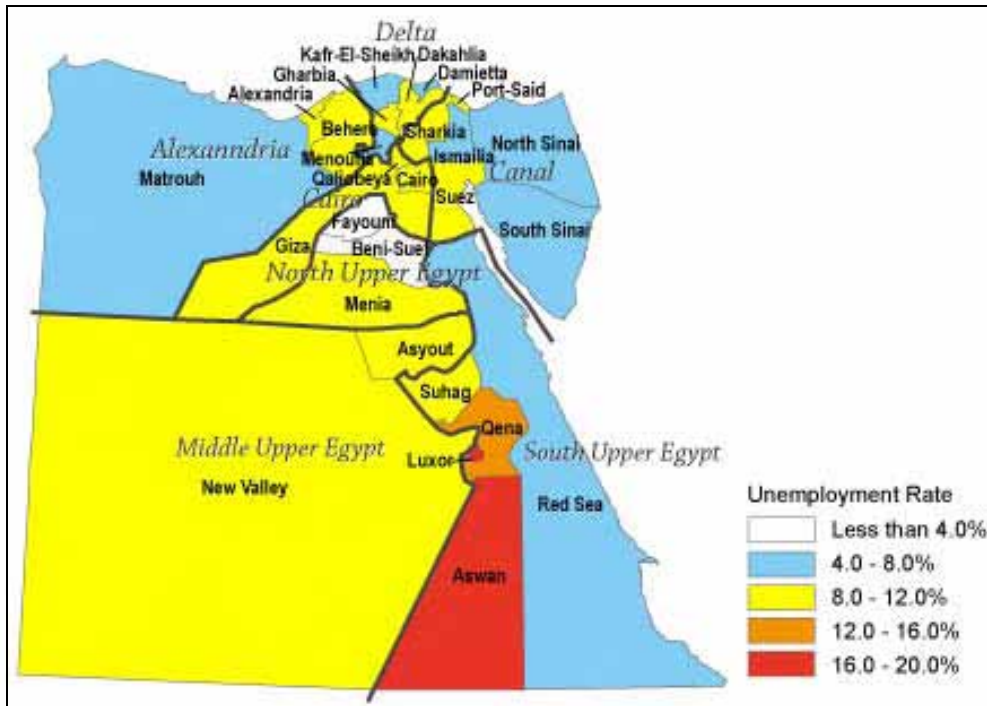 Delta
Kafr-El-Sheikh Dakahlia
Gharbia Damietta
Alexandria Port-Said
Behera Sharkia
Alexanndria Menoufia Ismailia North Sinai
Matrouh Qaliobeya Cairo Canal
Cairo Suez
Fayoum South Sinai
Giza Beni-Suef
North Upper Egypt
Menia
Asyout
Suhag
Qena
Middle Upper Egypt Luxor South Upper Egypt
New Valley Red Sea
Aswan
Unemployment Rate
Less than 4.0%
4.0 - 8.0%
8.0 - 12.0%
12.0 - 16.0%
16.0 - 20.0%